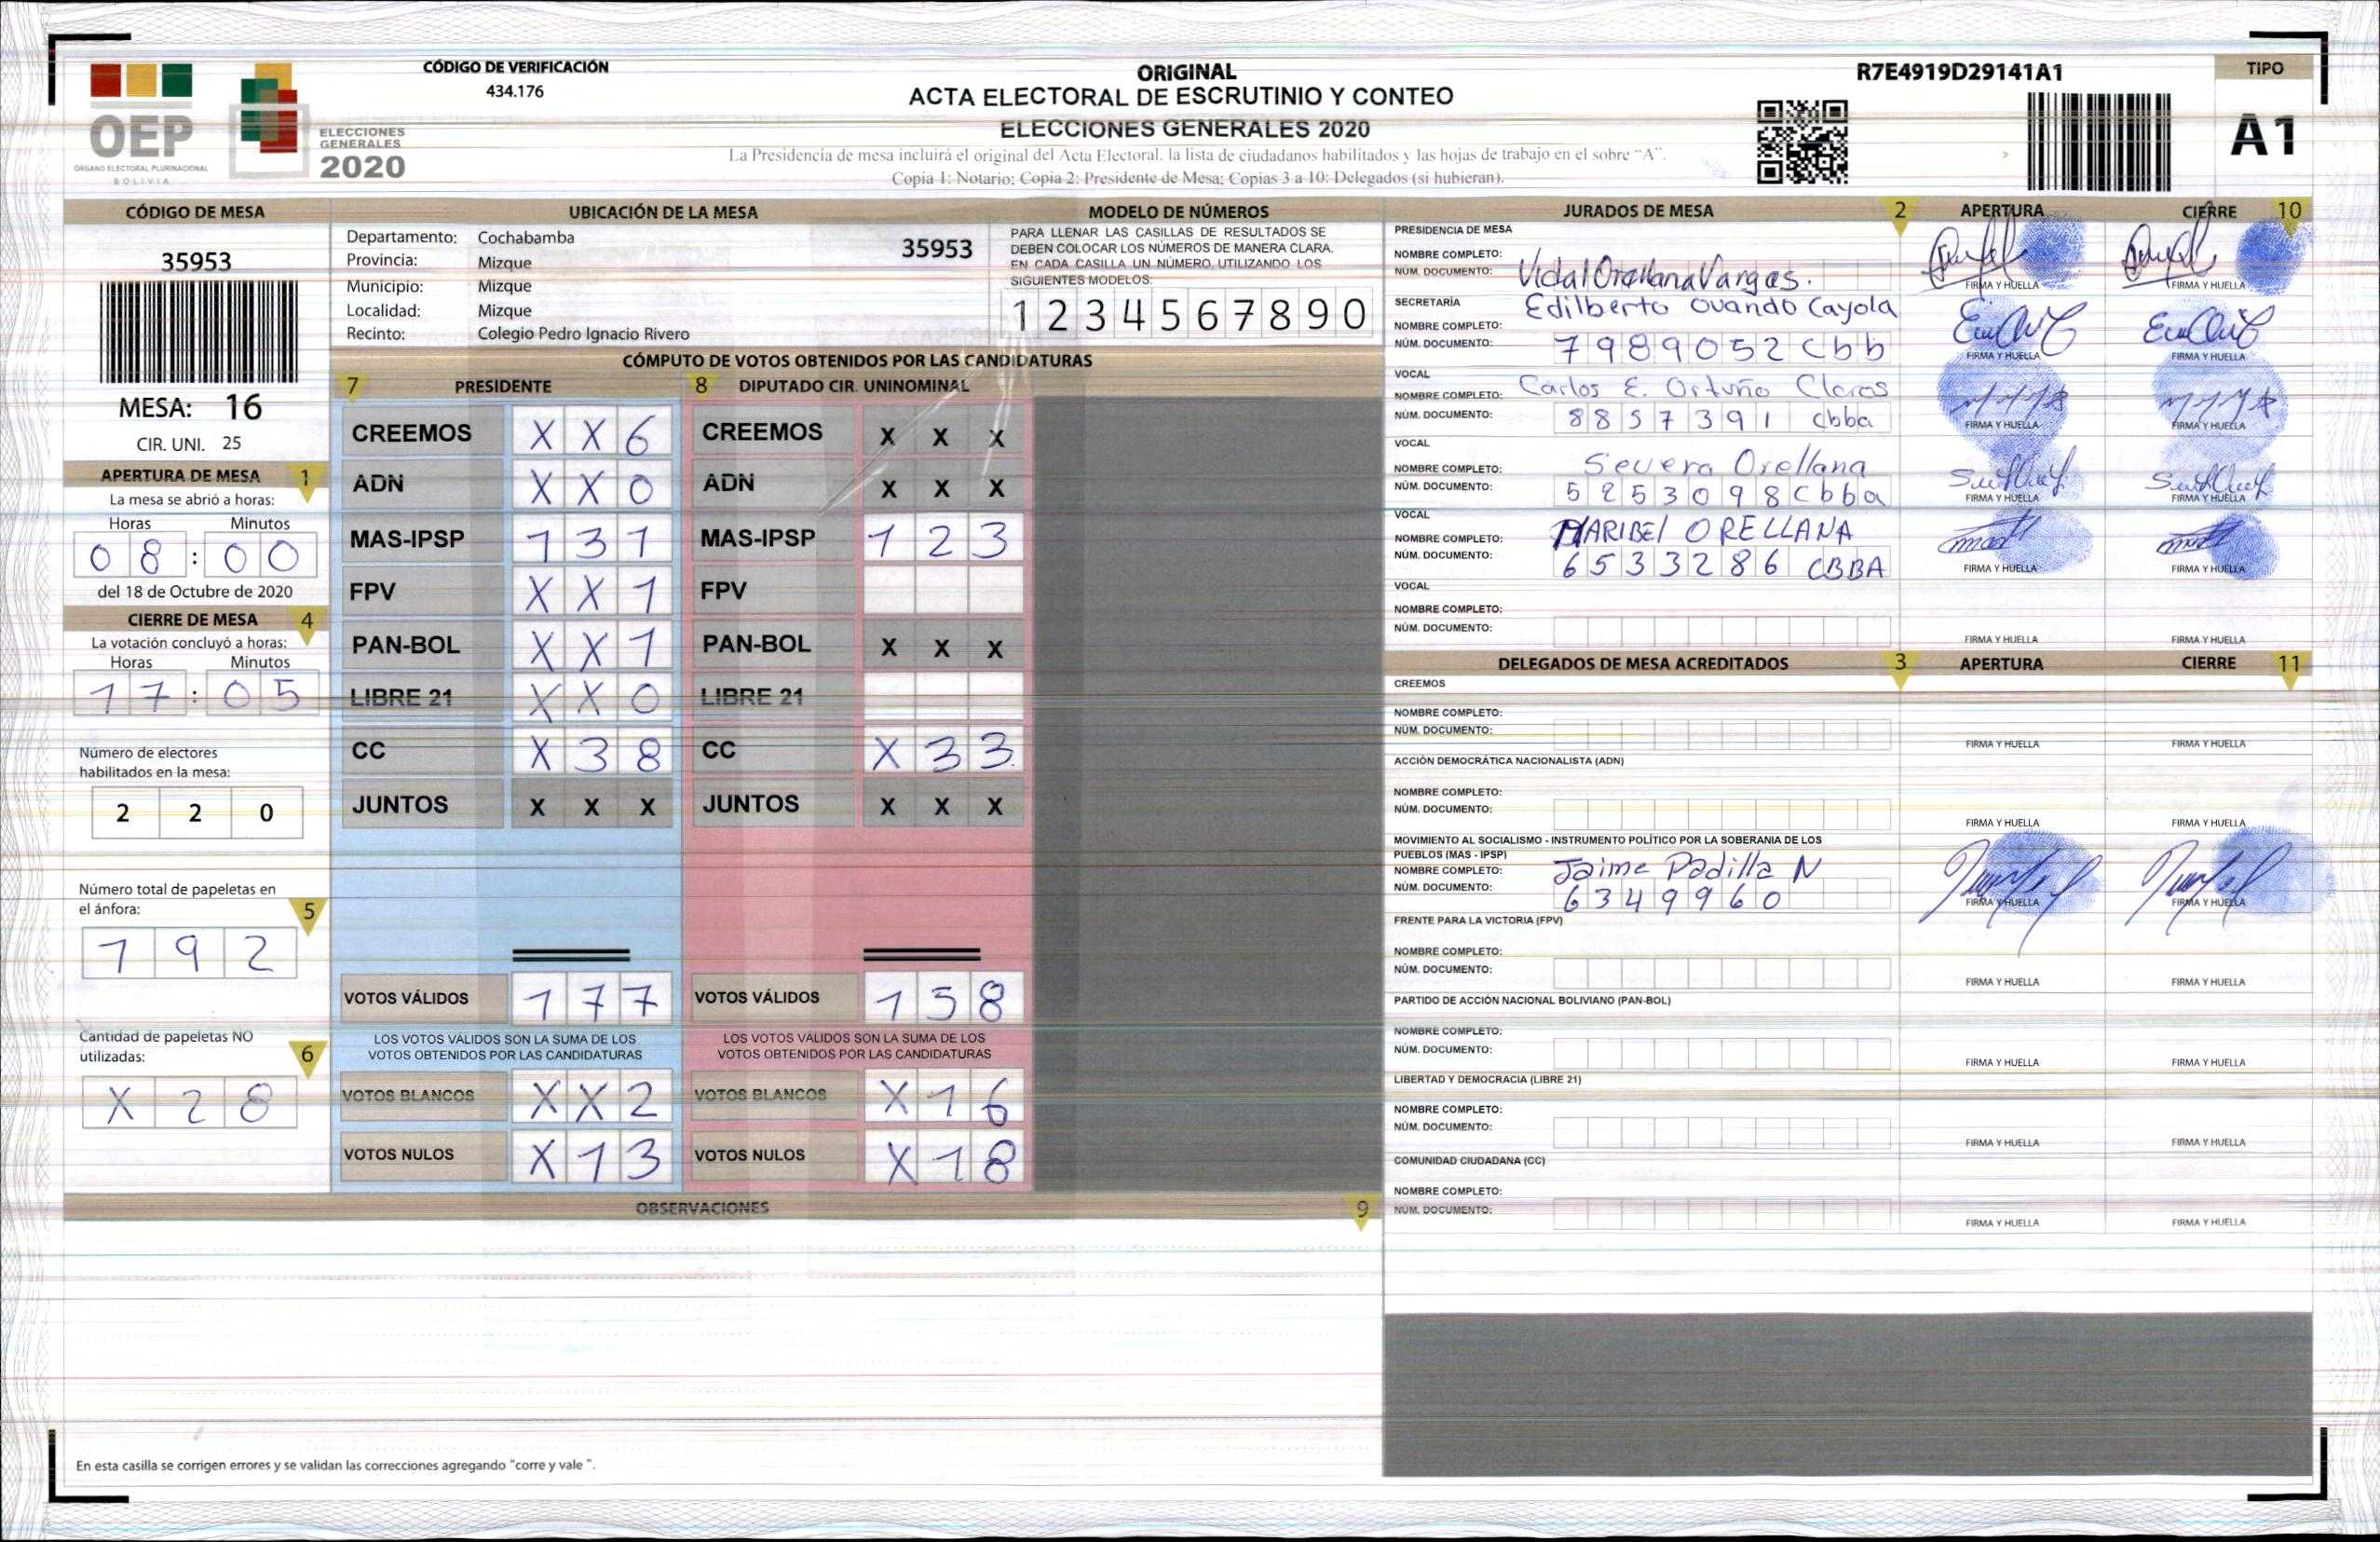 CÓDIGO DE VERIFICACIÓN
434.176
ORIGINAL
ACTA ELECTORAL DE ESCRUTINIO Y CONTEO
ELECCIONES GENERALES 2020
La Presidencia de mesa incluirá el original del Acta Electoral, la lista de ciudadanos habilitados y las hojas de trabajo en el sobre "A".
Copia 1: Notario; Copia 2: Presidente de Mesa; Copias 3 a 10: Delegados (si hubieran).
R7E4919D29141A1
TIPO
A1
OEP
ÓRGANO ELECTORAL PLURINACIONAL
BOLIVIA
ELECCIONES
GENERALES
2020
CÓDIGO DE MESA
35953
MESA: 16
CIR. UNI. 25
APERTURA DE MESA 1
La mesa se abrió a horas:
Horas Minutos
08:00
del 18 de Octubre de 2020
CIERRE DE MESA 4
La votación concluyó a horas:
Horas Minutos
17:05
Número de electores
habilitados en la mesa:
2 2 0
Número total de papeletas en
el ánfora: 5
1 9 2
Cantidad de papeletas NO
utilizadas: 6
X 2 8
UBICACIÓN DE LA MESA
Departamento: Cochabamba
Provincia: Mizque
Municipio: Mizque
Localidad: Mizque
Recinto: Colegio Pedro Ignacio Rivero
35953
MODELO DE NÚMEROS
PARA LLENAR LAS CASILLAS DE RESULTADOS SE
DEBEN COLOCAR LOS NÚMEROS DE MANERA CLARA.
EN CADA CASILLA UN NÚMERO, UTILIZANDO LOS
SIGUIENTES MODELOS:
1 2 3 4 5 6 7 8 9 0
CÓMPUTO DE VOTOS OBTENIDOS POR LAS CANDIDATURAS
7 PRESIDENTE 8 DIPUTADO CIR. UNINOMINAL
CREEMOS X X 6 CREEMOS X X X
ADN X X 0 ADN X X X
MAS-IPSP 1 3 1 MAS-IPSP 1 2 3
FPV X X 1 FPV
PAN-BOL X X 1 PAN-BOL X X X
LIBRE 21 X X 0 LIBRE 21
CC X 3 8 CC X 3 3
JUNTOS X X X JUNTOS X X X
VOTOS VÁLIDOS 1 7 7 VOTOS VÁLIDOS 1 5 8
LOS VOTOS VÁLIDOS SON LA SUMA DE LOS LOS VOTOS VÁLIDOS SON LA SUMA DE LOS
VOTOS OBTENIDOS POR LAS CANDIDATURAS VOTOS OBTENIDOS POR LAS CANDIDATURAS
VOTOS BLANCOS X X 2 VOTOS BLANCOS X 1 6
VOTOS NULOS X 1 3 VOTOS NULOS X 1 8
OBSERVACIONES 9
En esta casilla se corrigen errores y se validan las correcciones agregando "corre y vale ".
JURADOS DE MESA 2 APERTURA CIERRE 10
PRESIDENCIA DE MESA
NOMBRE COMPLETO:
NÚM. DOCUMENTO: Vidal Orellana Vargas.
FIRMA Y HUELLA FIRMA Y HUELLA
SECRETARÍA Edilberto Ovando Cayola
NOMBRE COMPLETO:
NÚM. DOCUMENTO: 7989052 cbb
FIRMA Y HUELLA FIRMA Y HUELLA
VOCAL
NOMBRE COMPLETO: Carlos E. Ortuño Claros
NÚM. DOCUMENTO: 8857391 cbba
FIRMA Y HUELLA FIRMA Y HUELLA
VOCAL
NOMBRE COMPLETO: Severa Orellana
NÚM. DOCUMENTO: 5253098 cbba
FIRMA Y HUELLA FIRMA Y HUELLA
VOCAL
NOMBRE COMPLETO: MARIBEl ORELLANA
NÚM. DOCUMENTO: 6533286 CBBA
FIRMA Y HUELLA FIRMA Y HUELLA
VOCAL
NOMBRE COMPLETO:
NÚM. DOCUMENTO:
FIRMA Y HUELLA FIRMA Y HUELLA
DELEGADOS DE MESA ACREDITADOS 3 APERTURA CIERRE 11
CREEMOS
NOMBRE COMPLETO:
NÚM. DOCUMENTO:
FIRMA Y HUELLA FIRMA Y HUELLA
ACCIÓN DEMOCRÁTICA NACIONALISTA (ADN)
NOMBRE COMPLETO:
NÚM. DOCUMENTO:
FIRMA Y HUELLA FIRMA Y HUELLA
MOVIMIENTO AL SOCIALISMO - INSTRUMENTO POLÍTICO POR LA SOBERANIA DE LOS
PUEBLOS (MAS - IPSP)
NOMBRE COMPLETO: Jaime Padilla N
NÚM. DOCUMENTO: 6349960
FIRMA Y HUELLA FIRMA Y HUELLA
FRENTE PARA LA VICTORIA (FPV)
NOMBRE COMPLETO:
NÚM. DOCUMENTO:
FIRMA Y HUELLA FIRMA Y HUELLA
PARTIDO DE ACCIÓN NACIONAL BOLIVIANO (PAN-BOL)
NOMBRE COMPLETO:
NÚM. DOCUMENTO:
FIRMA Y HUELLA FIRMA Y HUELLA
LIBERTAD Y DEMOCRACIA (LIBRE 21)
NOMBRE COMPLETO:
NÚM. DOCUMENTO:
FIRMA Y HUELLA FIRMA Y HUELLA
COMUNIDAD CIUDADANA (CC)
NOMBRE COMPLETO:
NÚM. DOCUMENTO:
FIRMA Y HUELLA FIRMA Y HUELLA